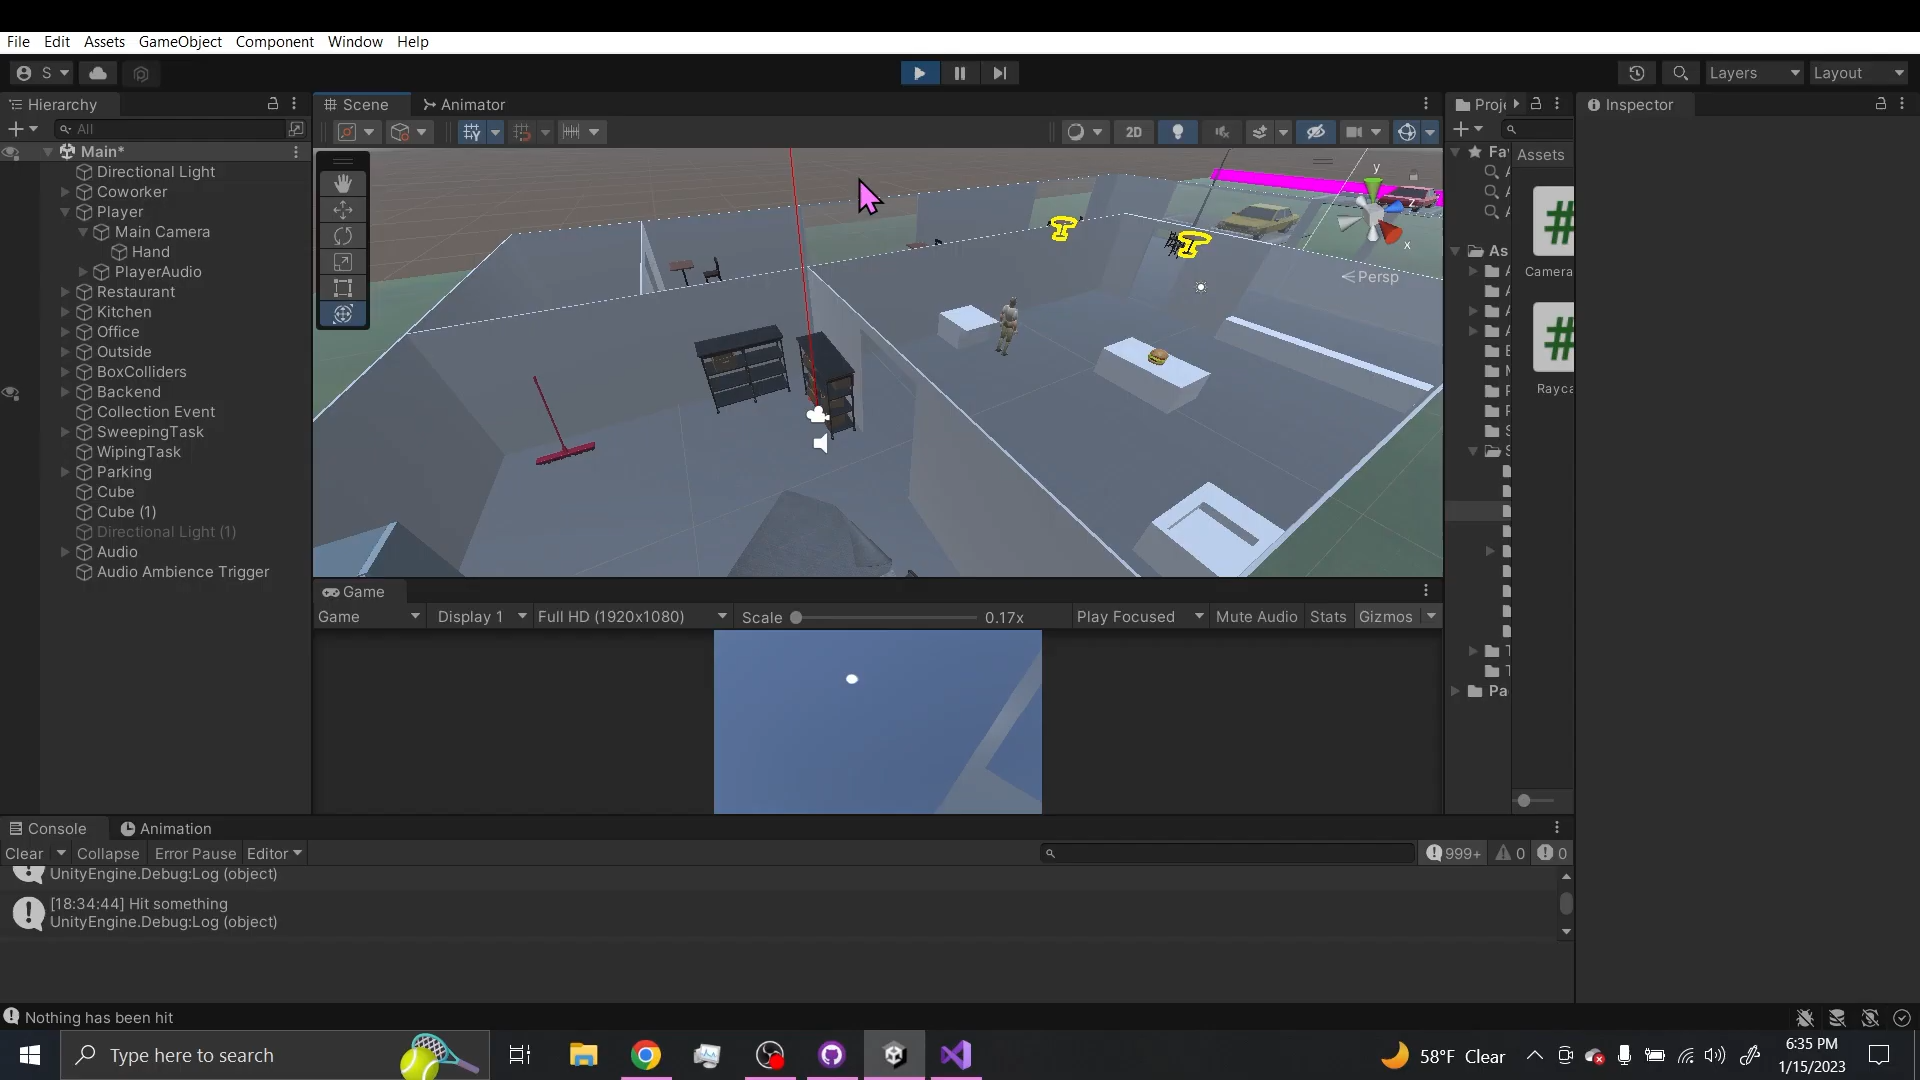 File Edit Assets GameObject Component Window Help
S Layers Layout
Hierarchy
All
Main*
Directional Light
Coworker
Player
Main Camera
Hand
PlayerAudio
Restaurant
Kitchen
Office
Outside
BoxColliders
Backend
Collection Event
SweepingTask
WipingTask
Parking
Cube
Cube (1)
Directional Light (1)
Audio
Audio Ambience Trigger
Scene Animator
2D
y
z
x
Persp
Game
Game Display 1 Full HD (1920x1080) Scale 0.17x Play Focused Mute Audio Stats Gizmos
Proje
Fav
Ass
Pa
Assets
Camera
Rayca
Inspector
Console Animation
Clear Collapse Error Pause Editor 999+ 0 0
UnityEngine.Debug:Log (object)
[18:34:44] Hit something
UnityEngine.Debug:Log (object)
Nothing has been hit
Type here to search
58°F Clear
6:35 PM
1/15/2023